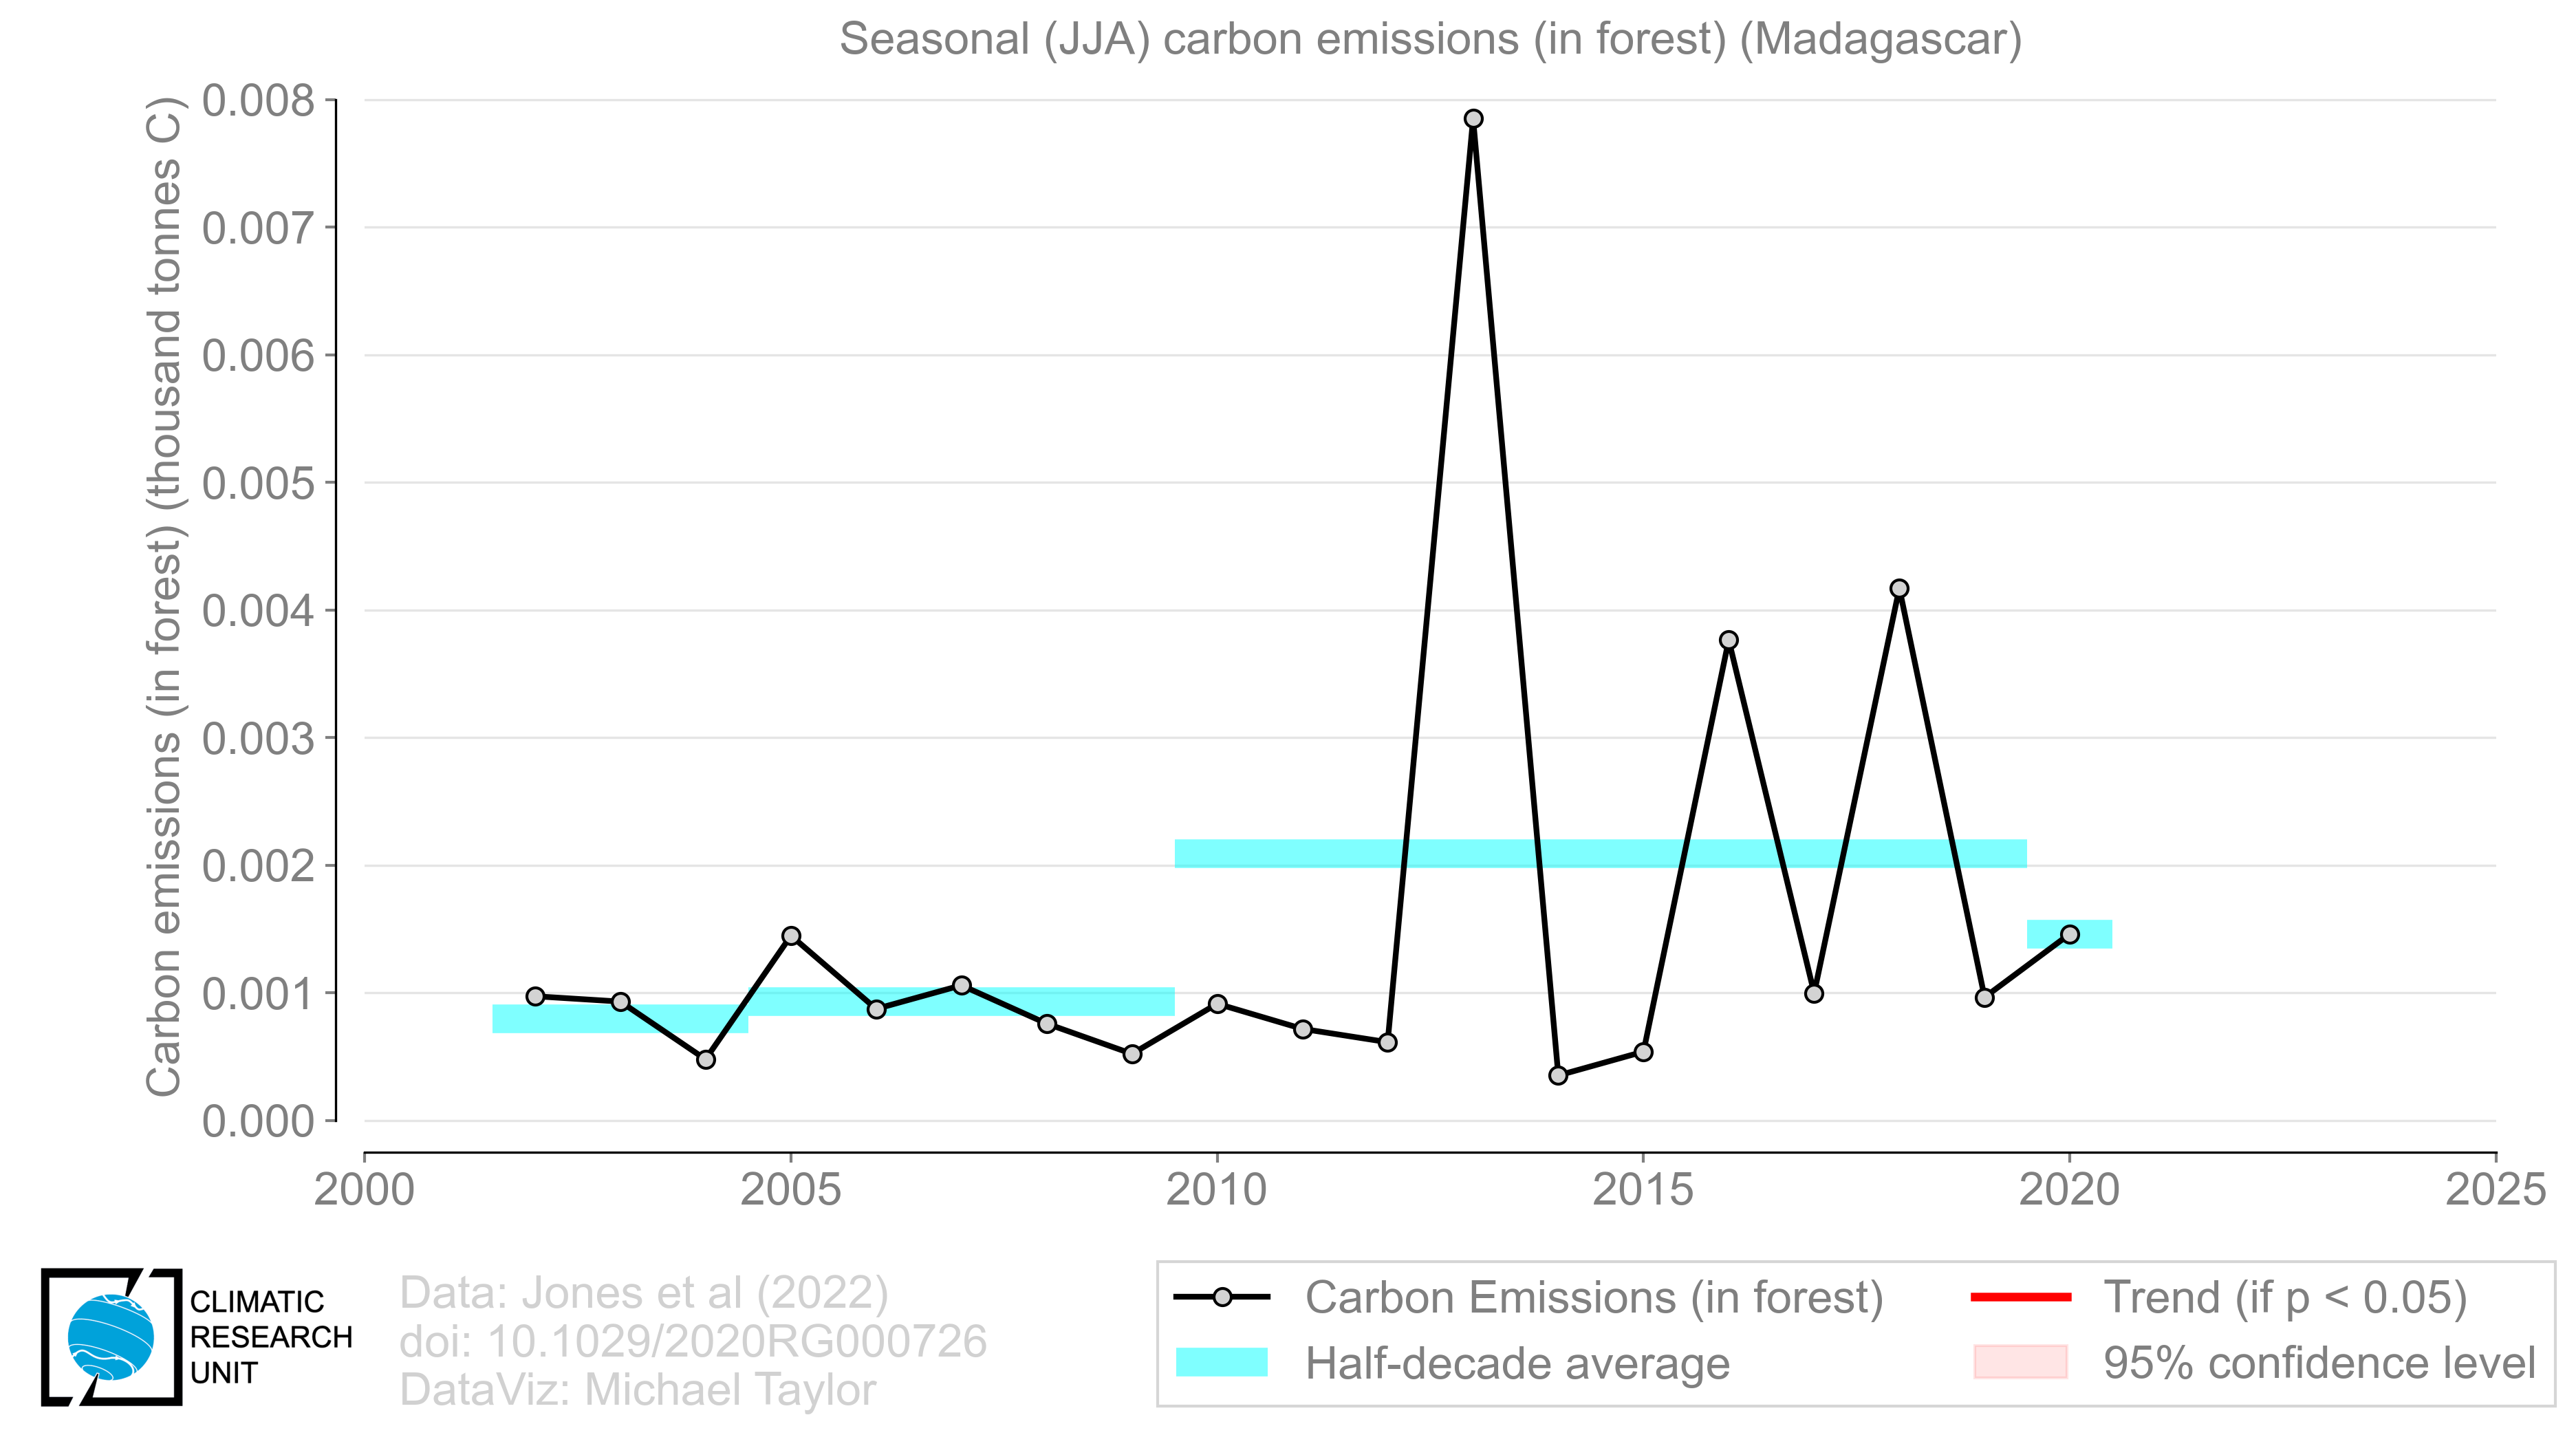 Seasonal (JJA) carbon emissions (in forest) (Madagascar)
Carbon emissions (in forest) (thousand tonnes C)
0.008
0.007
0.006
0.005
0.004
0.003
0.002
0.001
0.000
2000
2005
2010
2015
2020
2025
CLIMATIC
RESEARCH
UNIT
Data: Jones et al (2022)
doi: 10.1029/2020RG000726
DataViz: Michael Taylor
Carbon Emissions (in forest)
Half-decade average
Trend (if p < 0.05)
95% confidence level